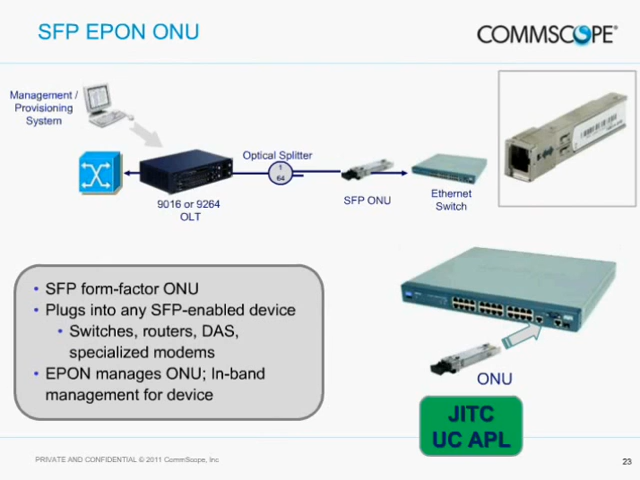 SFP EPON ONU
COMMSCOPE®
Management /
Provisioning
System
Optical Splitter
1
64
9016 or 9264
OLT
SFP ONU
Ethernet
Switch
• SFP form-factor ONU
• Plugs into any SFP-enabled device
• Switches, routers, DAS,
specialized modems
• EPON manages ONU; In-band
management for device
ONU
JITC
UC APL
PRIVATE AND CONFIDENTIAL © 2011 CommScope, Inc
23